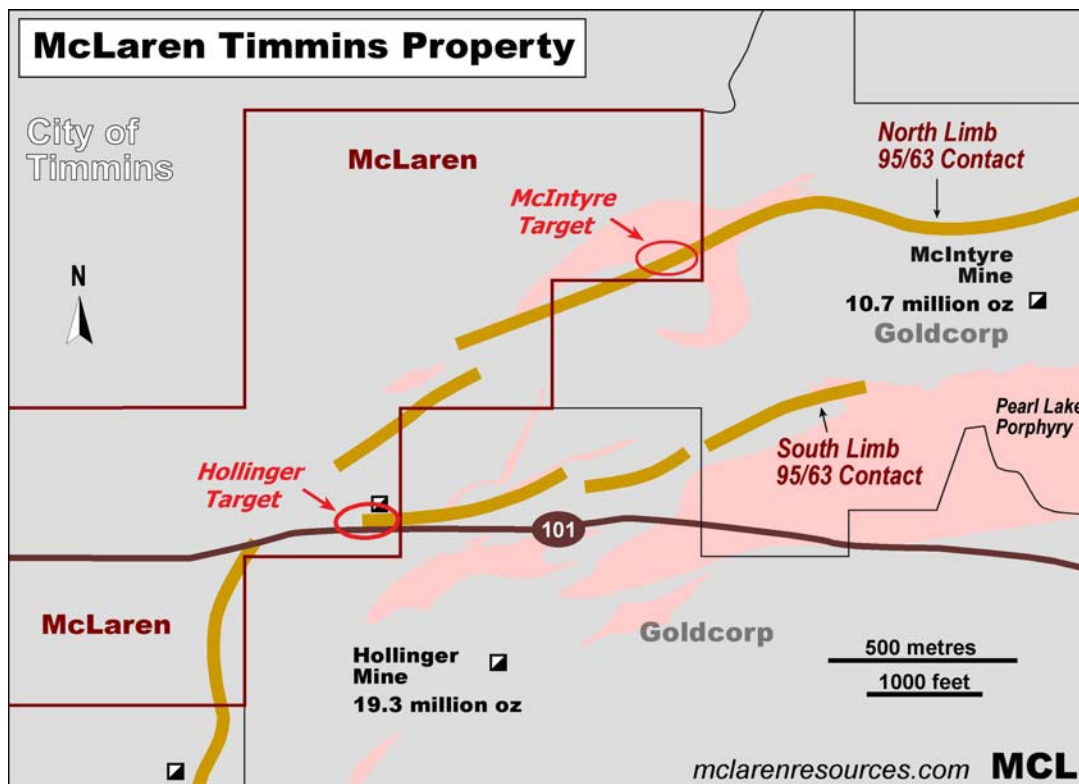 McLaren Timmins Property
City of
Timmins
McLaren
North Limb
95/63 Contact
McIntyre
Target
N
McIntyre
Mine
10.7 million oz
Goldcorp
Pearl Lake
Porphyry
South Limb
95/63 Contact
Hollinger
Target
101
McLaren
Goldcorp
Hollinger
Mine
19.3 million oz
500 metres
1000 feet
mclarenresources.com MCL